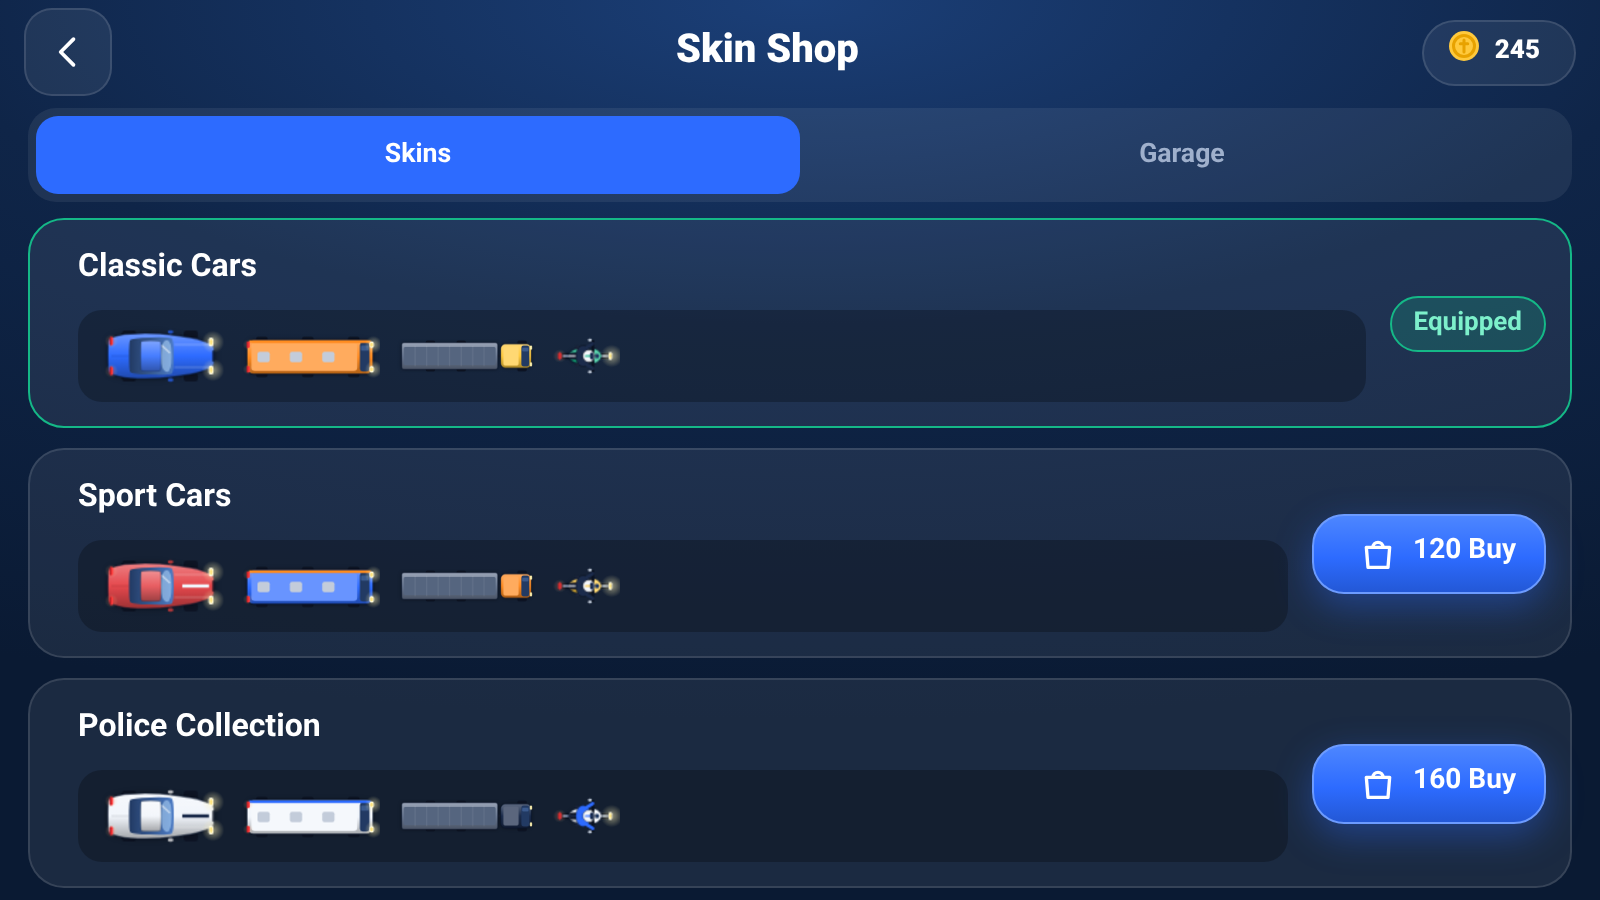 Skin Shop
245
Skins
Garage
Classic Cars
Equipped
Sport Cars
120 Buy
Police Collection
160 Buy